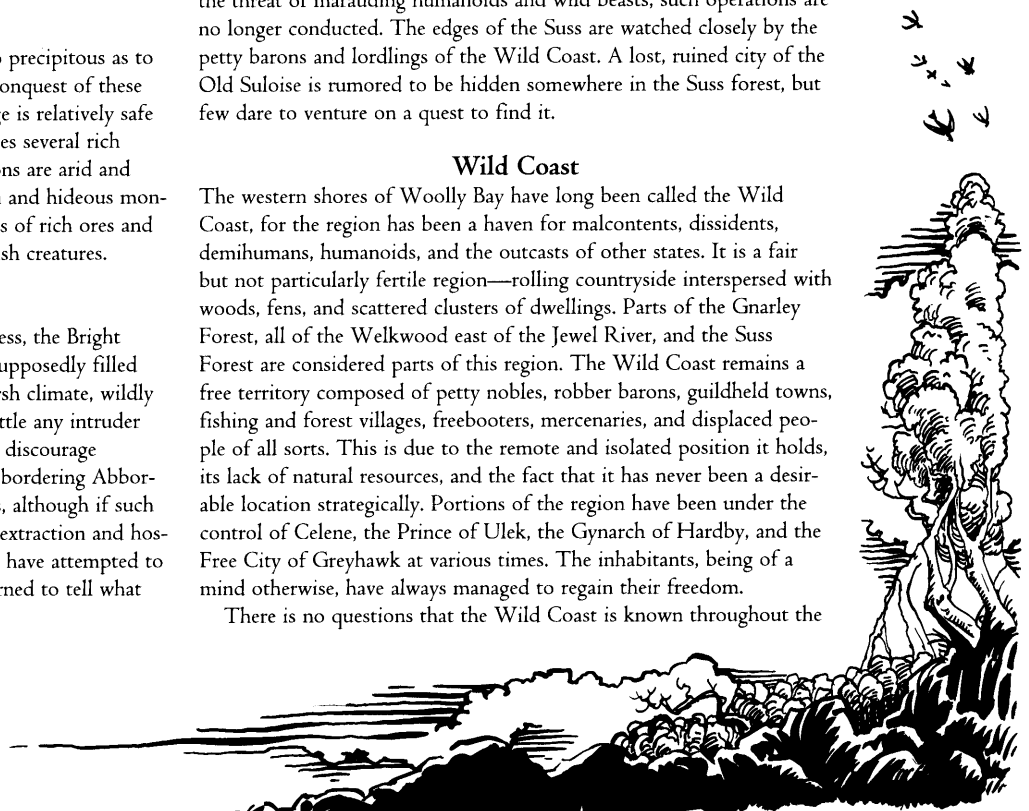 precipitous as to
onquest of these
e is relatively safe
es several rich
ns are arid and
and hideous mon-
s of rich ores and
sh creatures.
ess, the Bright
upposedly filled
rsh climate, wildly
ttle any intruder
discourage
bordering Abbor-
, although if such
extraction and hos-
have attempted to
rned to tell what
the threat of marauding humanoids and wild beasts, such operations are
no longer conducted. The edges of the Suss are watched closely by the
petty barons and lordlings of the Wild Coast. A lost, ruined city of the
Old Suloise is rumored to be hidden somewhere in the Suss forest, but
few dare to venture on a quest to find it.
Wild Coast
The western shores of Woolly Bay have long been called the Wild
Coast, for the region has been a haven for malcontents, dissidents,
demihumans, humanoids, and the outcasts of other states. It is a fair
but not particularly fertile region—rolling countryside interspersed with
woods, fens, and scattered clusters of dwellings. Parts of the Gnarley
Forest, all of the Welkwood east of the Jewel River, and the Suss
Forest are considered parts of this region. The Wild Coast remains a
free territory composed of petty nobles, robber barons, guildheld towns,
fishing and forest villages, freebooters, mercenaries, and displaced peo-
ple of all sorts. This is due to the remote and isolated position it holds,
its lack of natural resources, and the fact that it has never been a desir-
able location strategically. Portions of the region have been under the
control of Celene, the Prince of Ulek, the Gynarch of Hardby, and the
Free City of Greyhawk at various times. The inhabitants, being of a
mind otherwise, have always managed to regain their freedom.
There is no questions that the Wild Coast is known throughout the